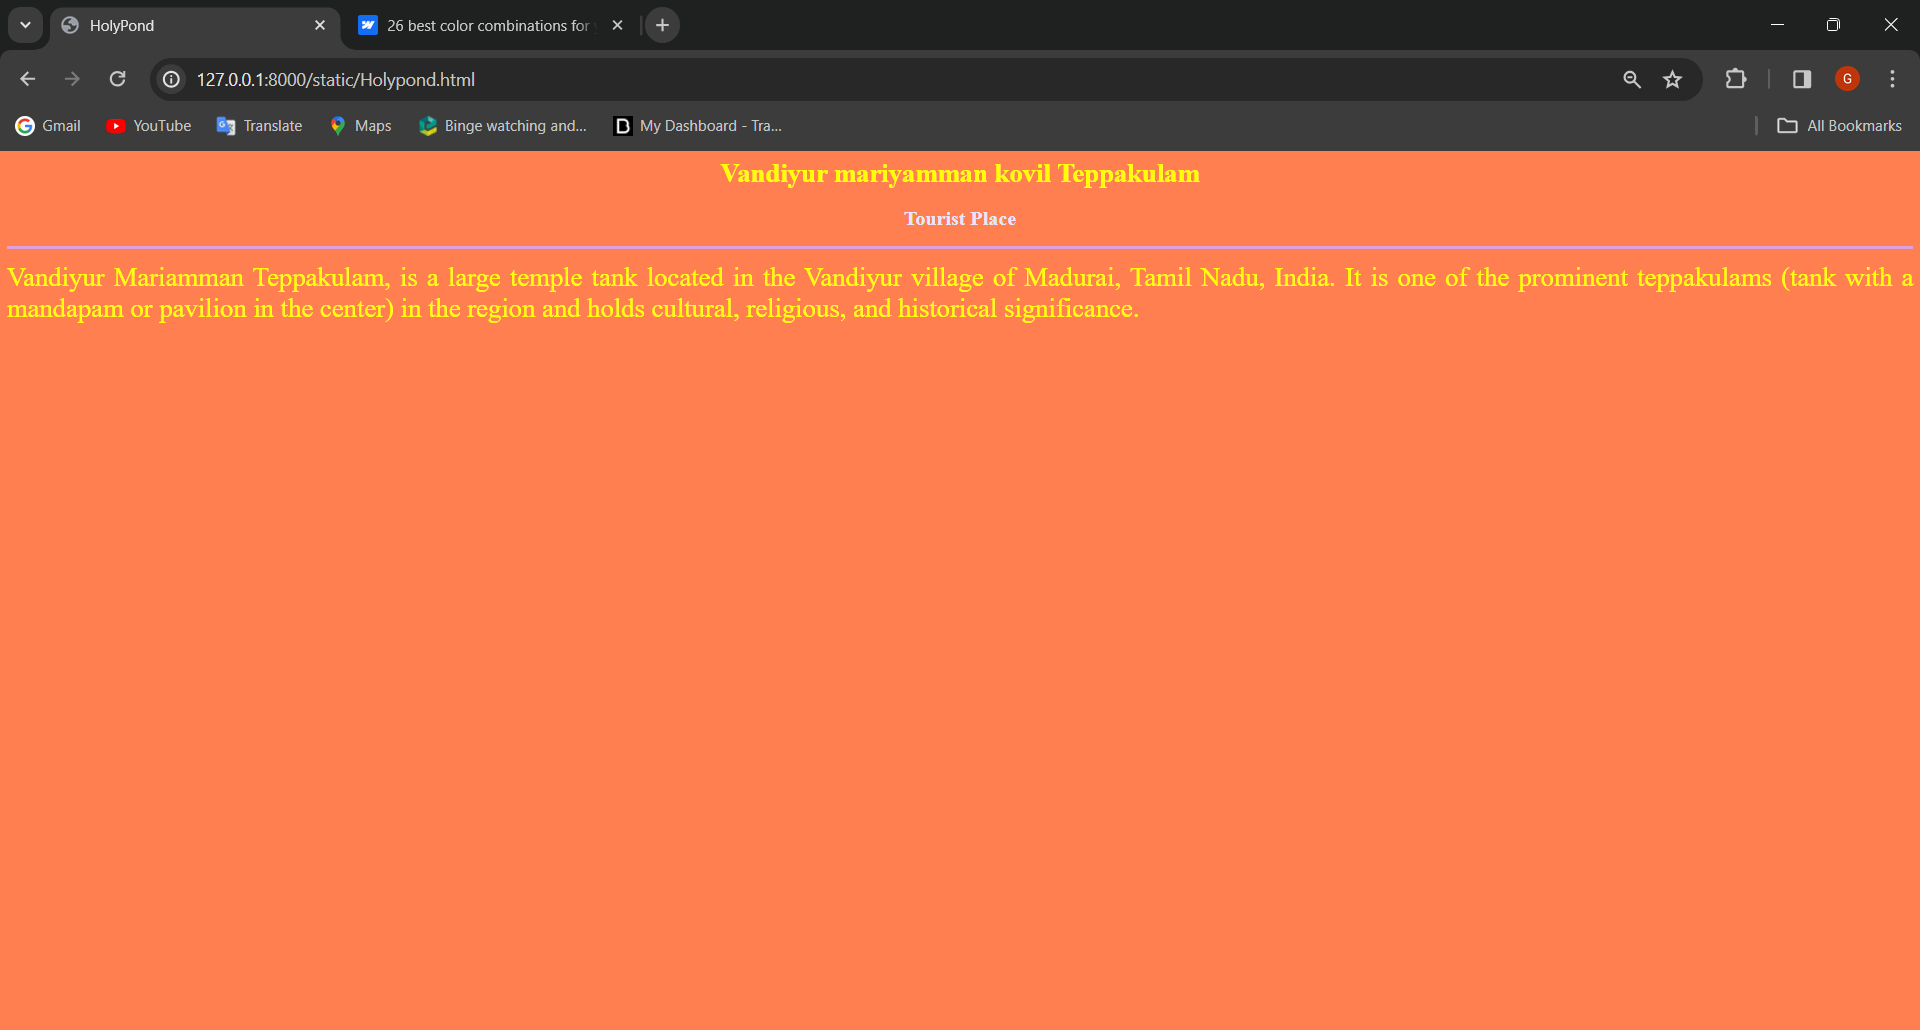 HolyPond
26 best color combinations for
127.0.0.1:8000/static/Holypond.html
G
Gmail
YouTube
Translate
Maps
Binge watching and...
My Dashboard - Tra...
All Bookmarks
Vandiyur mariyamman kovil Teppakulam
Tourist Place
Vandiyur Mariamman Teppakulam, is a large temple tank located in the Vandiyur village of Madurai, Tamil Nadu, India. It is one of the prominent teppakulams (tank with a
mandapam or pavilion in the center) in the region and holds cultural, religious, and historical significance.